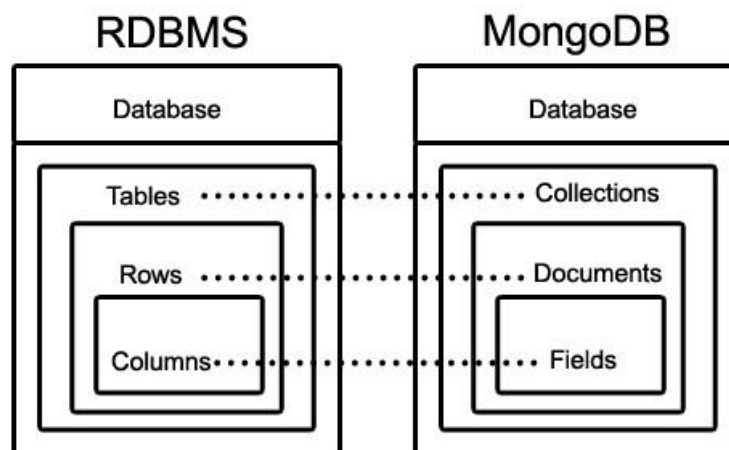 RDBMS
MongoDB
Database
Database
Tables
Collections
Rows
Documents
Columns
Fields